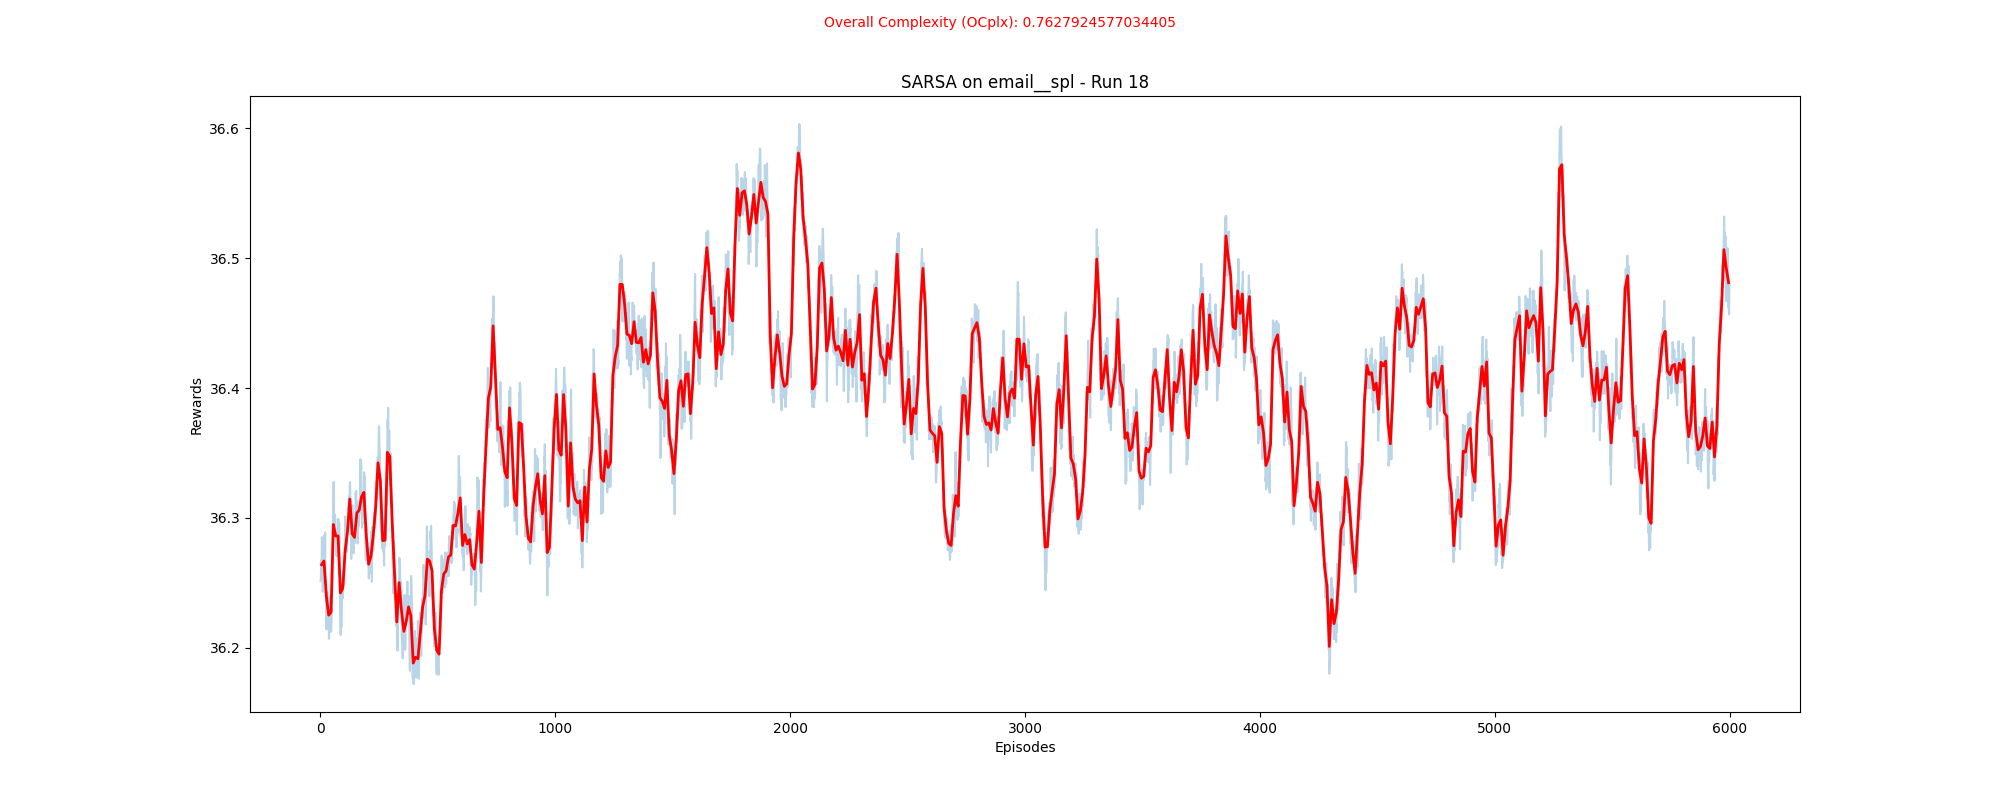 Overall Complexity (OCplx): 0.7627924577034405
SARSA on email__spl - Run 18
36.6
36.5
36.4
36.3
36.2
Rewards
0 1000 2000 3000 4000 5000 6000
Episodes